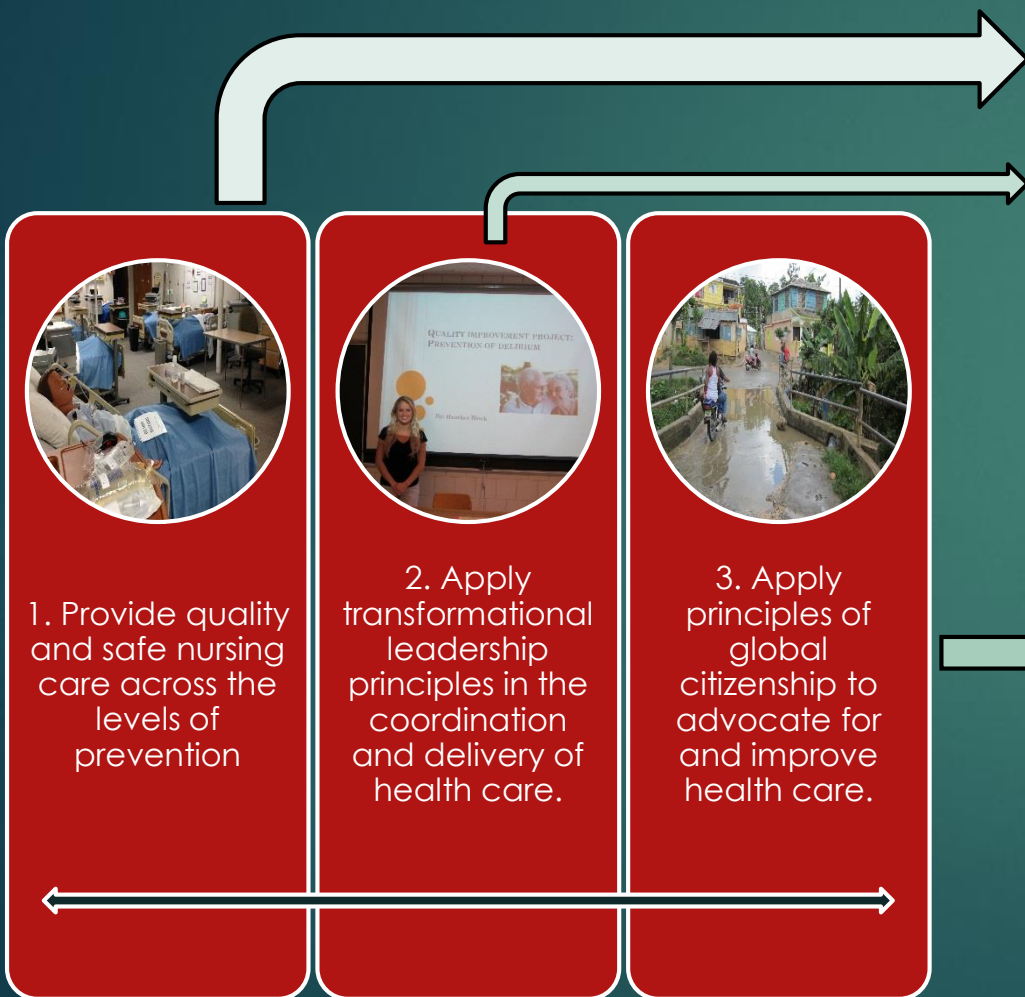 QUALITY IMPROVEMENT PROJECT:
PREVENTION OF DELIRIUM
1. Provide quality
and safe nursing
care across the
levels of
prevention
2. Apply
transformational
leadership
principles in the
coordination
and delivery of
health care.
3. Apply
principles of
global
citizenship to
advocate for
and improve
health care.